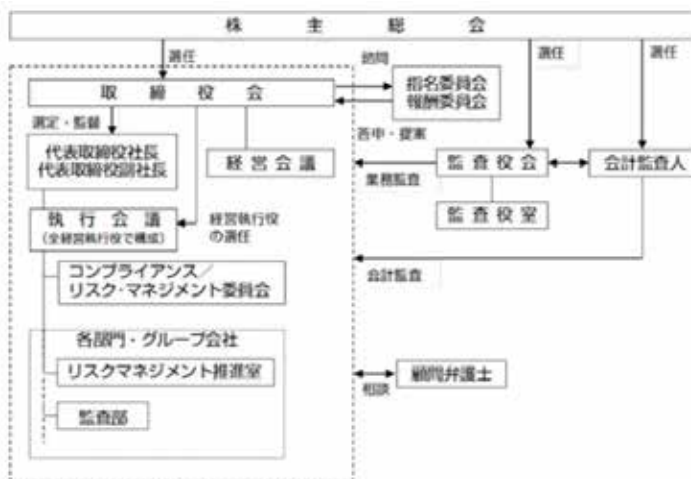 株主総会
選任
選任
選任
諮問
取締役会
指名委員会
報酬委員会
答申・提案
選定・監督
代表取締役社長
代表取締役副社長
経営会議
監査役会
会計監査人
業務監査
執行会議
(全経営執行役で構成)
経営執行役
の選任
監査役室
会計監査
コンプライアンス/
リスク・マネジメント委員会
各部門・グループ会社
リスクマネジメント推進室
顧問弁護士
相談
監査部